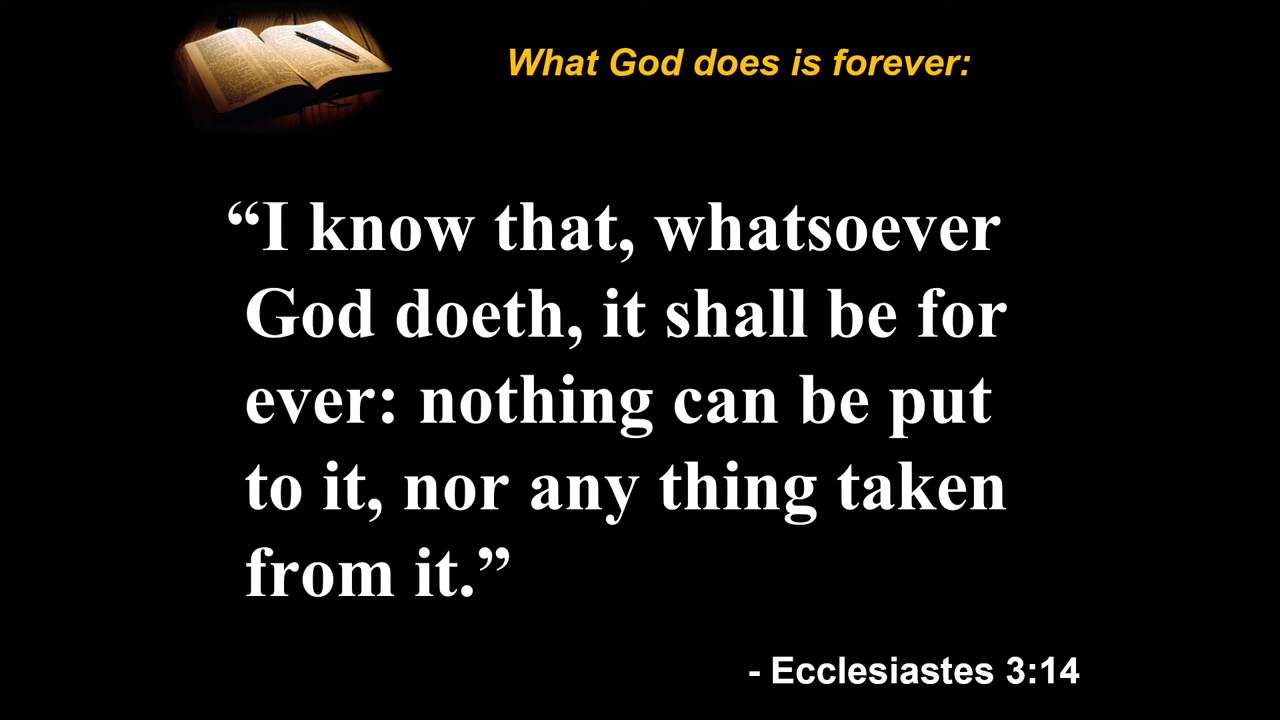 What God does is forever:
“I know that, whatsoever
God doeth, it shall be for
ever: nothing can be put
to it, nor any thing taken
from it.”
- Ecclesiastes 3:14